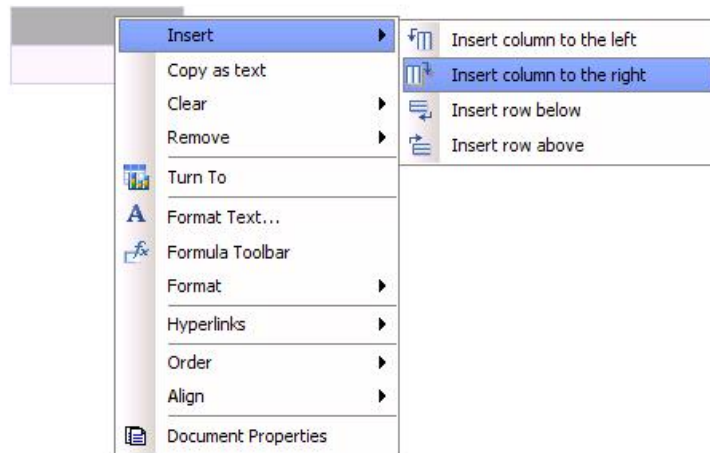 Insert
Copy as text
Clear
Remove
Turn To
Format Text...
Formula Toolbar
Format
Hyperlinks
Order
Align
Document Properties
Insert column to the left
Insert column to the right
Insert row below
Insert row above